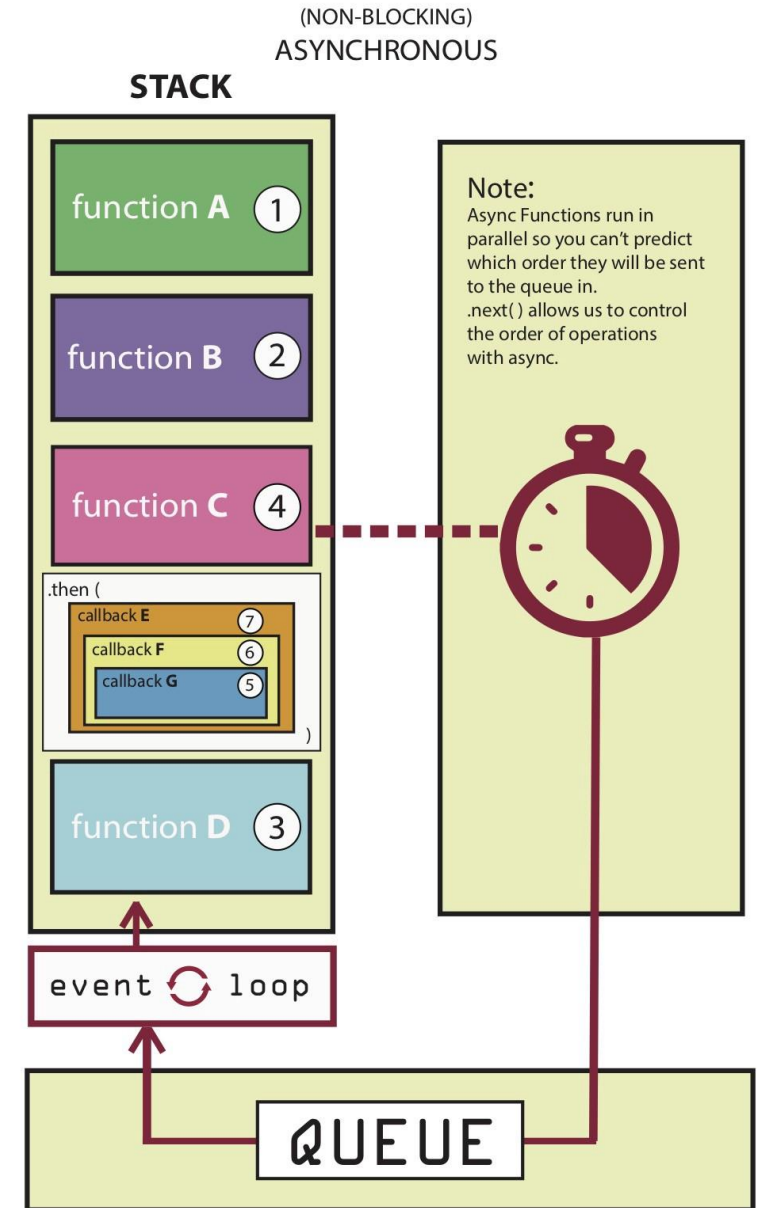 (NON-BLOCKING)
ASYNCHRONOUS
STACK
function A 1
function B 2
function C 4
.then (
callback E 7
callback F 6
callback G 5
)
function D 3
event loop
Note:
Async Functions run in
parallel so you can’t predict
which order they will be sent
to the queue in.
.next( ) allows us to control
the order of operations
with async.
QUEUE